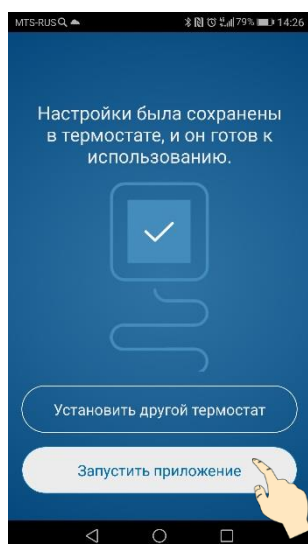 MTS-RUS 79% 14:26
Настройки была сохранены
в термостате, и он готов к
использованию.
Установить другой термостат
Запустить приложение